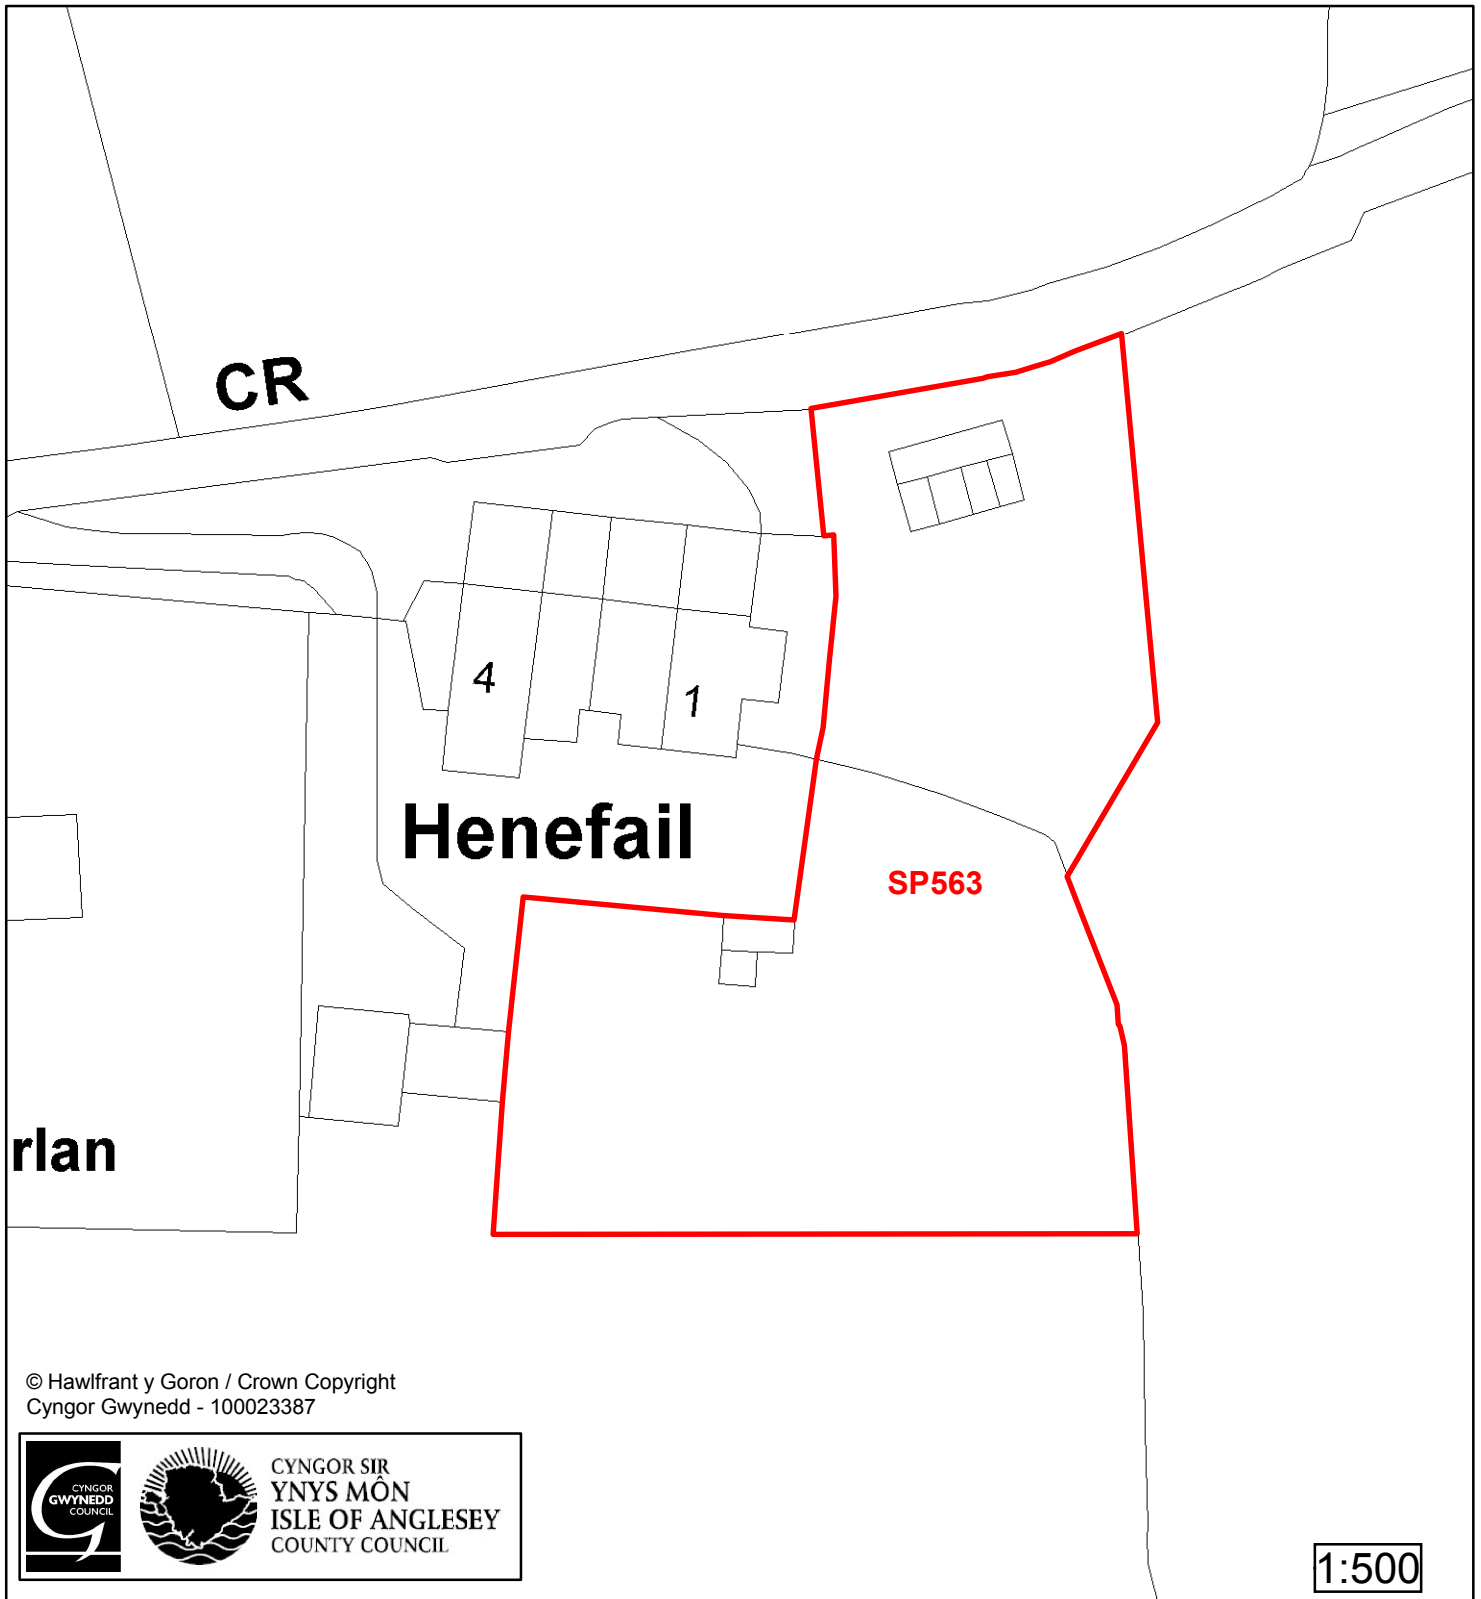 CR
4
1
Henefail
SP563
rlan
© Hawlfrant y Goron / Crown Copyright
Cyngor Gwynedd - 100023387
CYNGOR
GWYNEDD
COUNCIL
CYNGOR SIR
YNYS MÔN
ISLE OF ANGLESEY
COUNTY COUNCIL
1:500